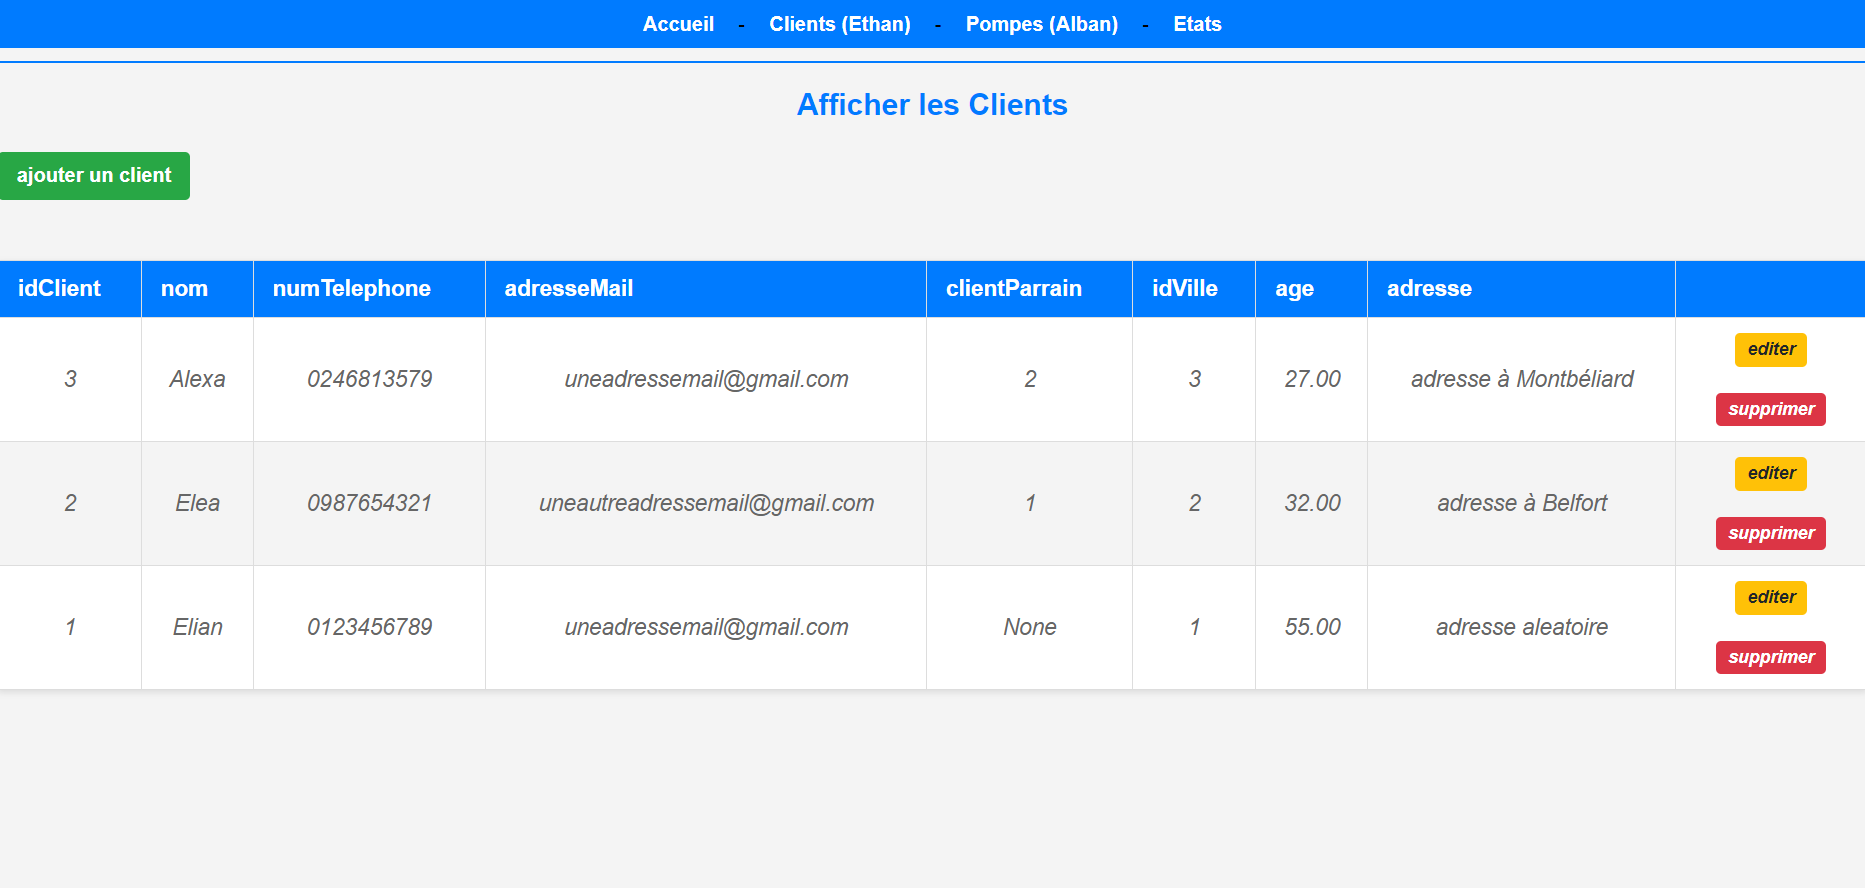 Accueil - Clients (Ethan) - Pompes (Alban) - Etats
Afficher les Clients
ajouter un client
idClient nom numTelephone adresseMail clientParrain idVille age adresse
3 Alexa 0246813579 uneadressemail@gmail.com 2 3 27.00 adresse à Montbéliard editer
supprimer
2 Elea 0987654321 uneautreadressemail@gmail.com 1 2 32.00 adresse à Belfort editer
supprimer
1 Elian 0123456789 uneadressemail@gmail.com None 1 55.00 adresse aleatoire editer
supprimer